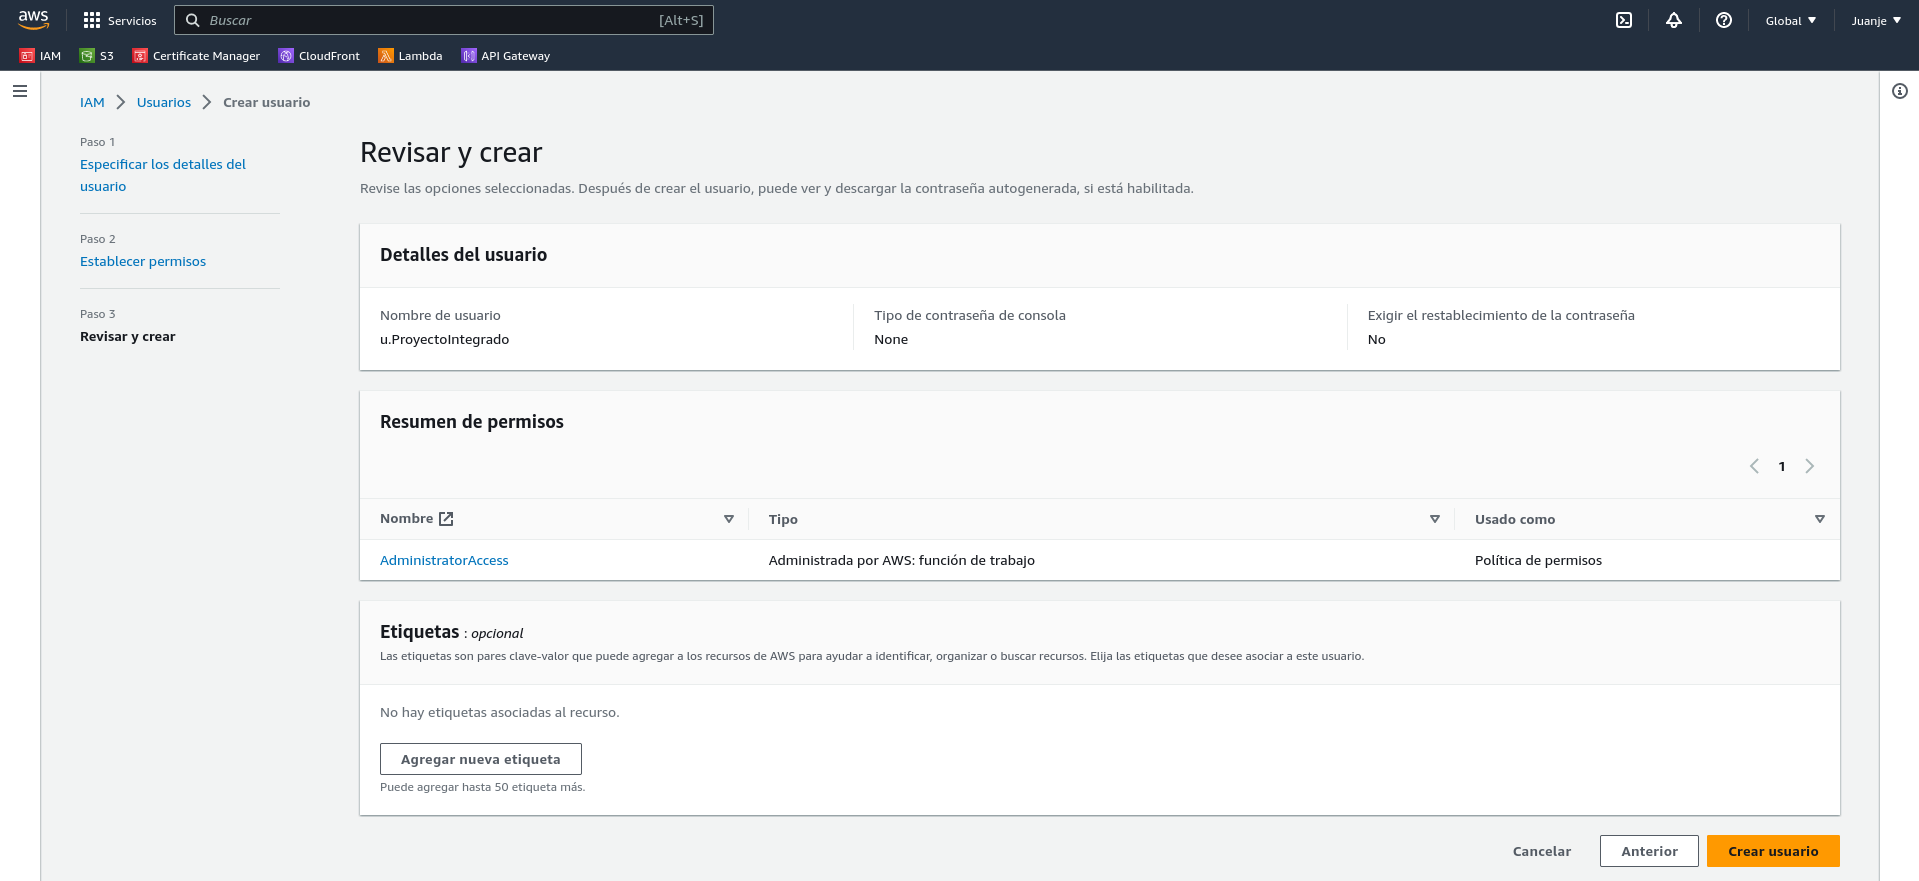 aws
Servicios
Buscar
[Alt+S]
Global
Juanje
IAM
S3
Certificate Manager
CloudFront
Lambda
API Gateway
IAM
Usuarios
Crear usuario
Paso 1
Especificar los detalles del
usuario
Paso 2
Establecer permisos
Paso 3
Revisar y crear
Revisar y crear
Revise las opciones seleccionadas. Después de crear el usuario, puede ver y descargar la contraseña autogenerada, si está habilitada.
Detalles del usuario
Nombre de usuario
u.ProyectoIntegrado
Tipo de contraseña de consola
None
Exigir el restablecimiento de la contraseña
No
Resumen de permisos
1
Nombre
Tipo
Usado como
AdministratorAccess
Administrada por AWS: función de trabajo
Política de permisos
Etiquetas : opcional
Las etiquetas son pares clave-valor que puede agregar a los recursos de AWS para ayudar a identificar, organizar o buscar recursos. Elija las etiquetas que desee asociar a este usuario.
No hay etiquetas asociadas al recurso.
Agregar nueva etiqueta
Puede agregar hasta 50 etiqueta más.
Cancelar
Anterior
Crear usuario